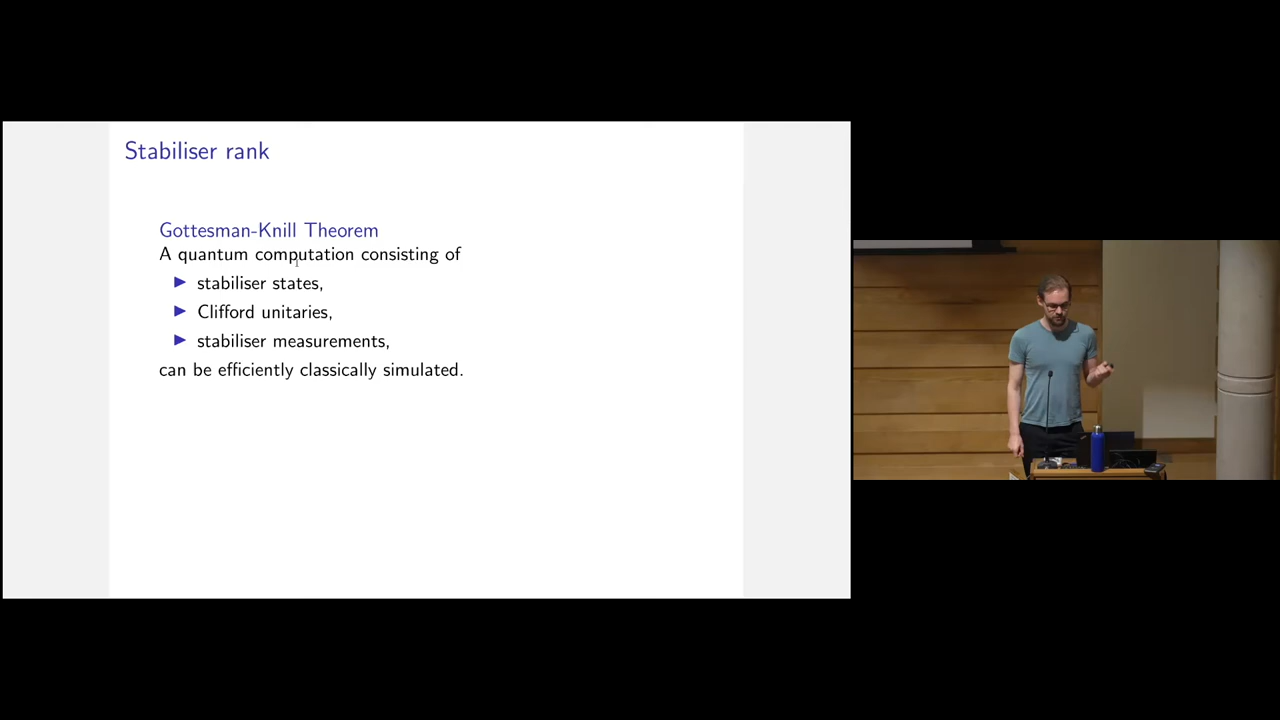 Stabiliser rank
Gottesman-Knill Theorem
A quantum computation consisting of
stabiliser states,
Clifford unitaries,
stabiliser measurements,
can be efficiently classically simulated.